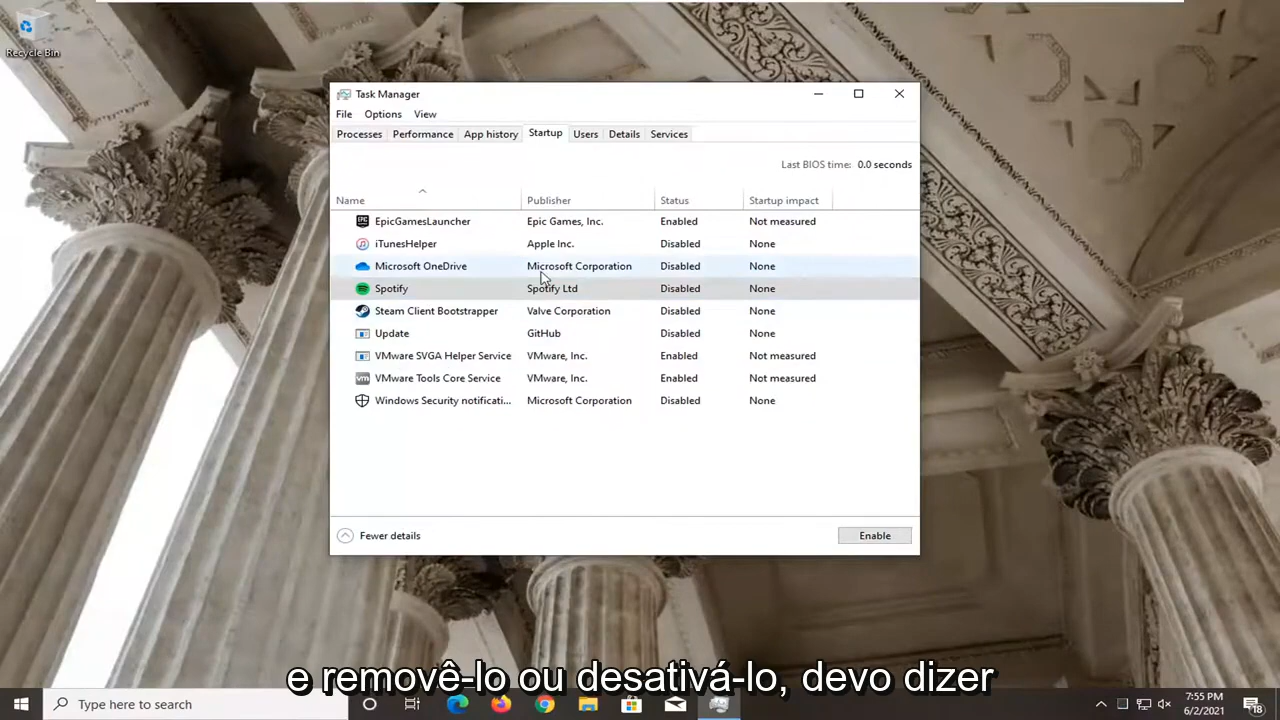 Recycle Bin
Task Manager
File Options View
Processes Performance App history Startup Users Details Services
Last BIOS time: 0.0 seconds
Name Publisher Status Startup impact
EpicGamesLauncher Epic Games, Inc. Enabled Not measured
iTunesHelper Apple Inc. Disabled None
Microsoft OneDrive Microsoft Corporation Disabled None
Spotify Spotify Ltd Disabled None
Steam Client Bootstrapper Valve Corporation Disabled None
Update GitHub Disabled None
VMware SVGA Helper Service VMware, Inc. Enabled Not measured
VMware Tools Core Service VMware, Inc. Enabled Not measured
Windows Security notificati... Microsoft Corporation Disabled None
Fewer details Enable
e removê-lo ou desativá-lo, devo dizer
Type here to search
7:55 PM
6/2/2021
18